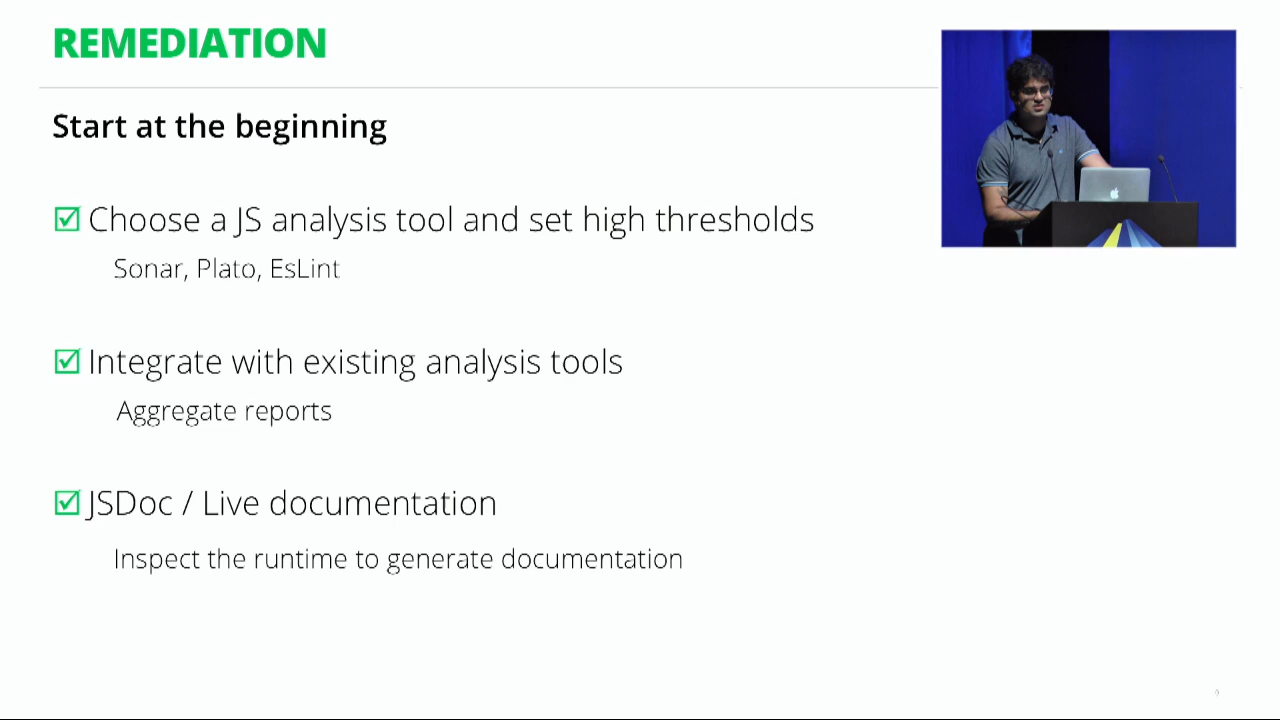 REMEDIATION
Start at the beginning
Choose a JS analysis tool and set high thresholds
Sonar, Plato, EsLint
Integrate with existing analysis tools
Aggregate reports
JSDoc / Live documentation
Inspect the runtime to generate documentation
9